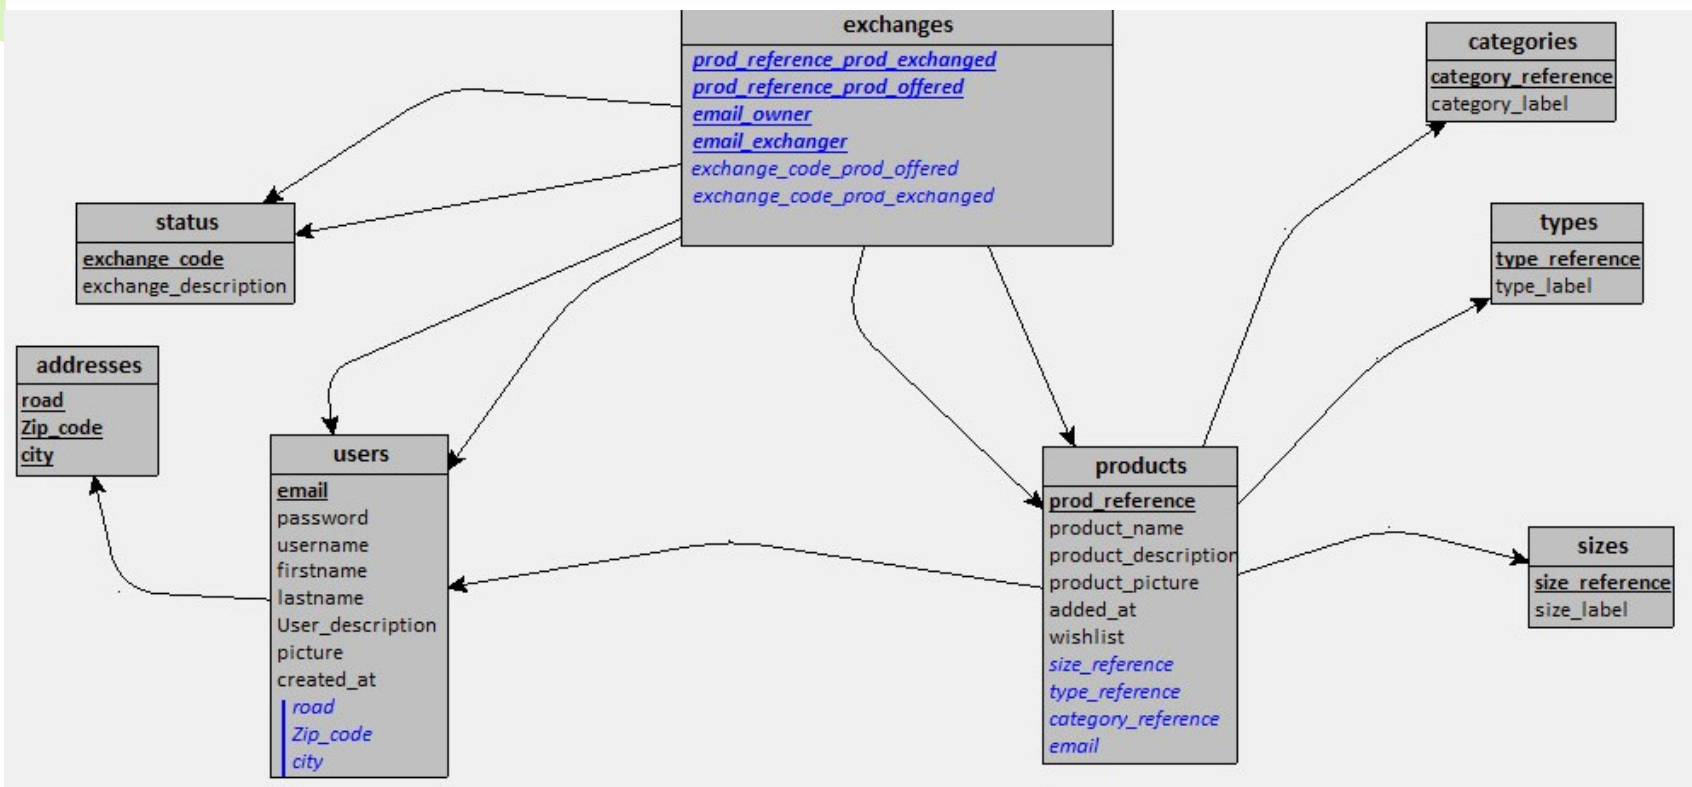 exchanges
prod_reference_prod_exchanged
prod_reference_prod_offered
email_owner
email_exchanger
exchange_code_prod_offered
exchange_code_prod_exchanged
categories
category_reference
category_label
status
exchange_code
exchange_description
types
type_reference
type_label
addresses
road
Zip_code
city
users
email
password
username
firstname
lastname
User_description
picture
created_at
road
Zip_code
city
products
prod_reference
product_name
product_description
product_picture
added_at
wishlist
size_reference
type_reference
category_reference
email
sizes
size_reference
size_label